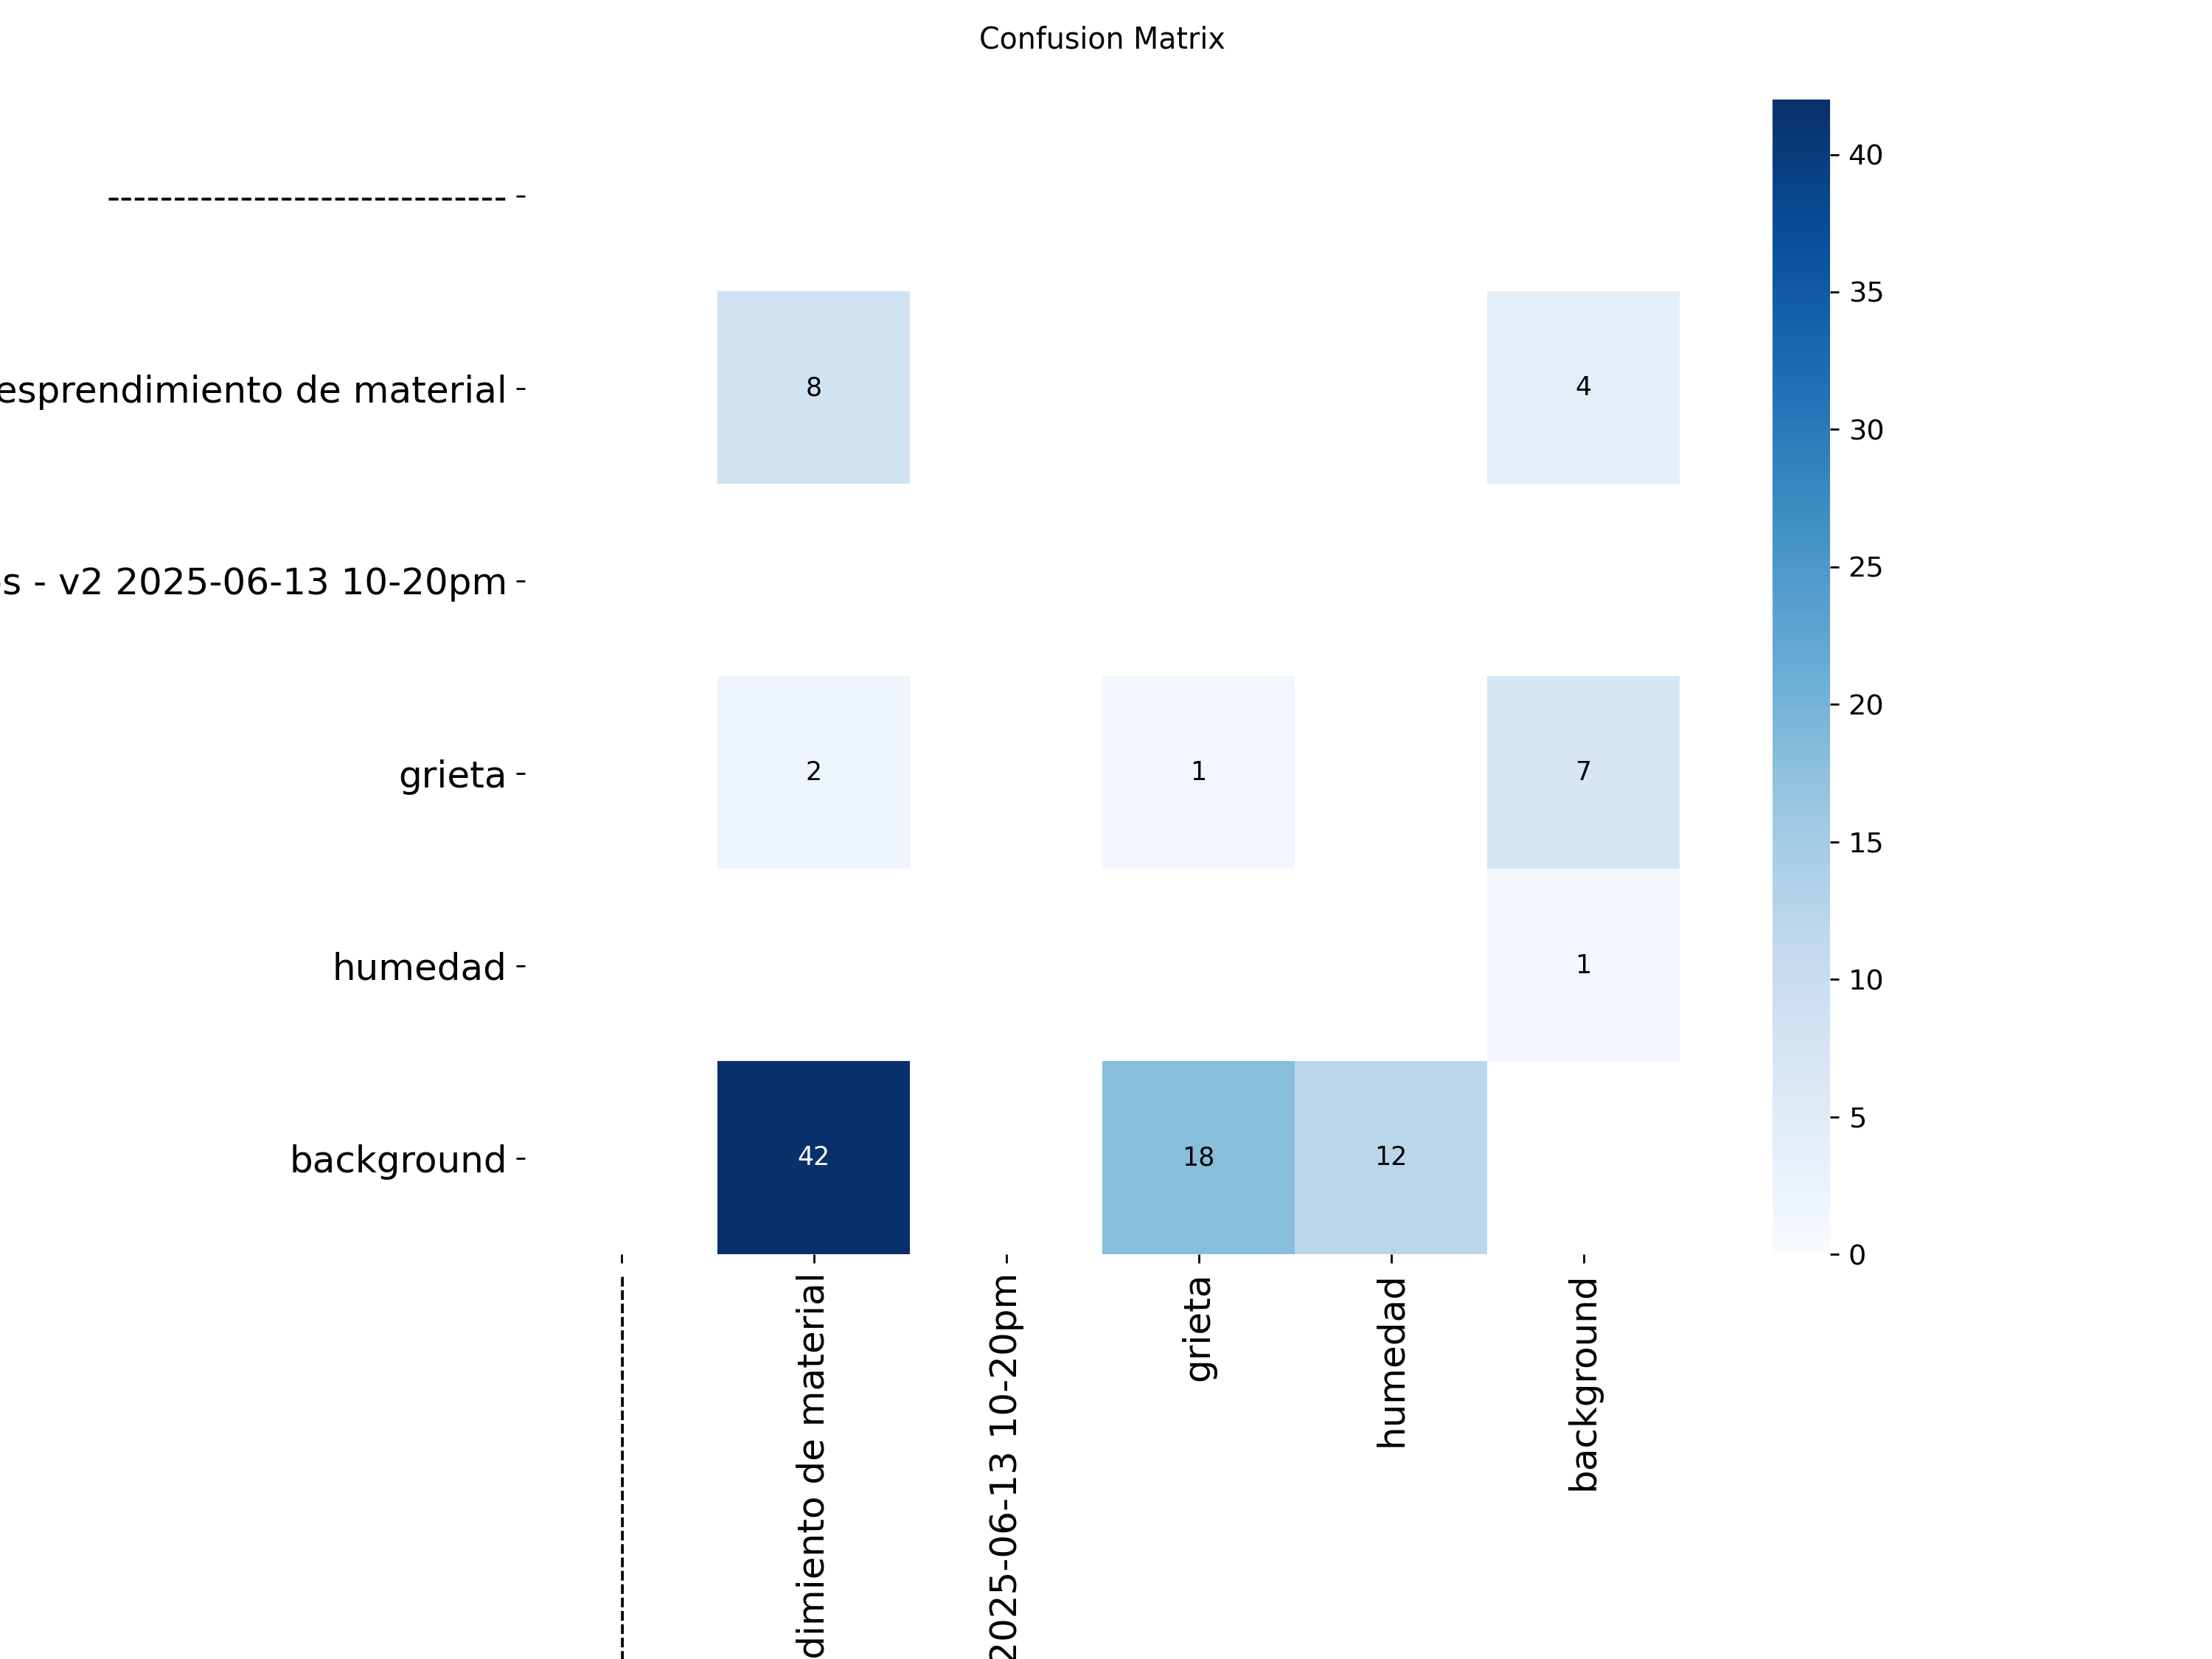 Confusion Matrix
------------------------------
esprendimiento de material
s - v2 2025-06-13 10-20pm
grieta
humedad
background
8
4
2
1
7
1
42
18
12
40
35
30
25
20
15
10
5
0
------------------------------
dimiento de material
2025-06-13 10-20pm
grieta
humedad
background